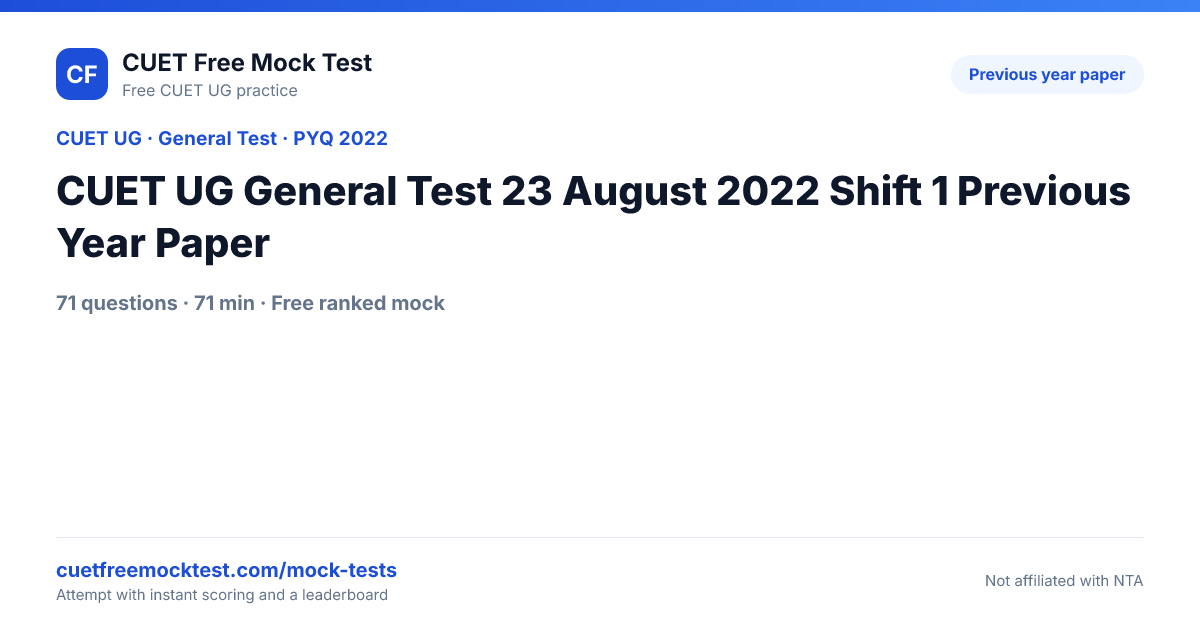 CF
CUET Free Mock Test
Free CUET UG practice
Previous year paper
CUET UG · General Test · PYQ 2022
CUET UG General Test 23 August 2022 Shift 1 Previous
Year Paper
71 questions · 71 min · Free ranked mock
cuetfreemocktest.com/mock-tests
Attempt with instant scoring and a leaderboard
Not affiliated with NTA